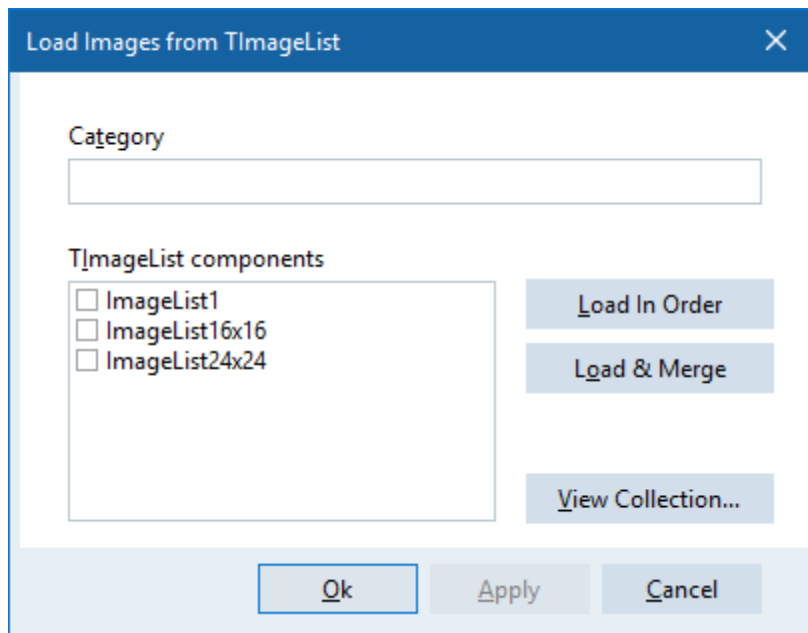 Load Images from TImageList
Category
TImageList components
ImageList1
ImageList16x16
ImageList24x24
Load In Order
Load & Merge
View Collection...
Ok
Apply
Cancel